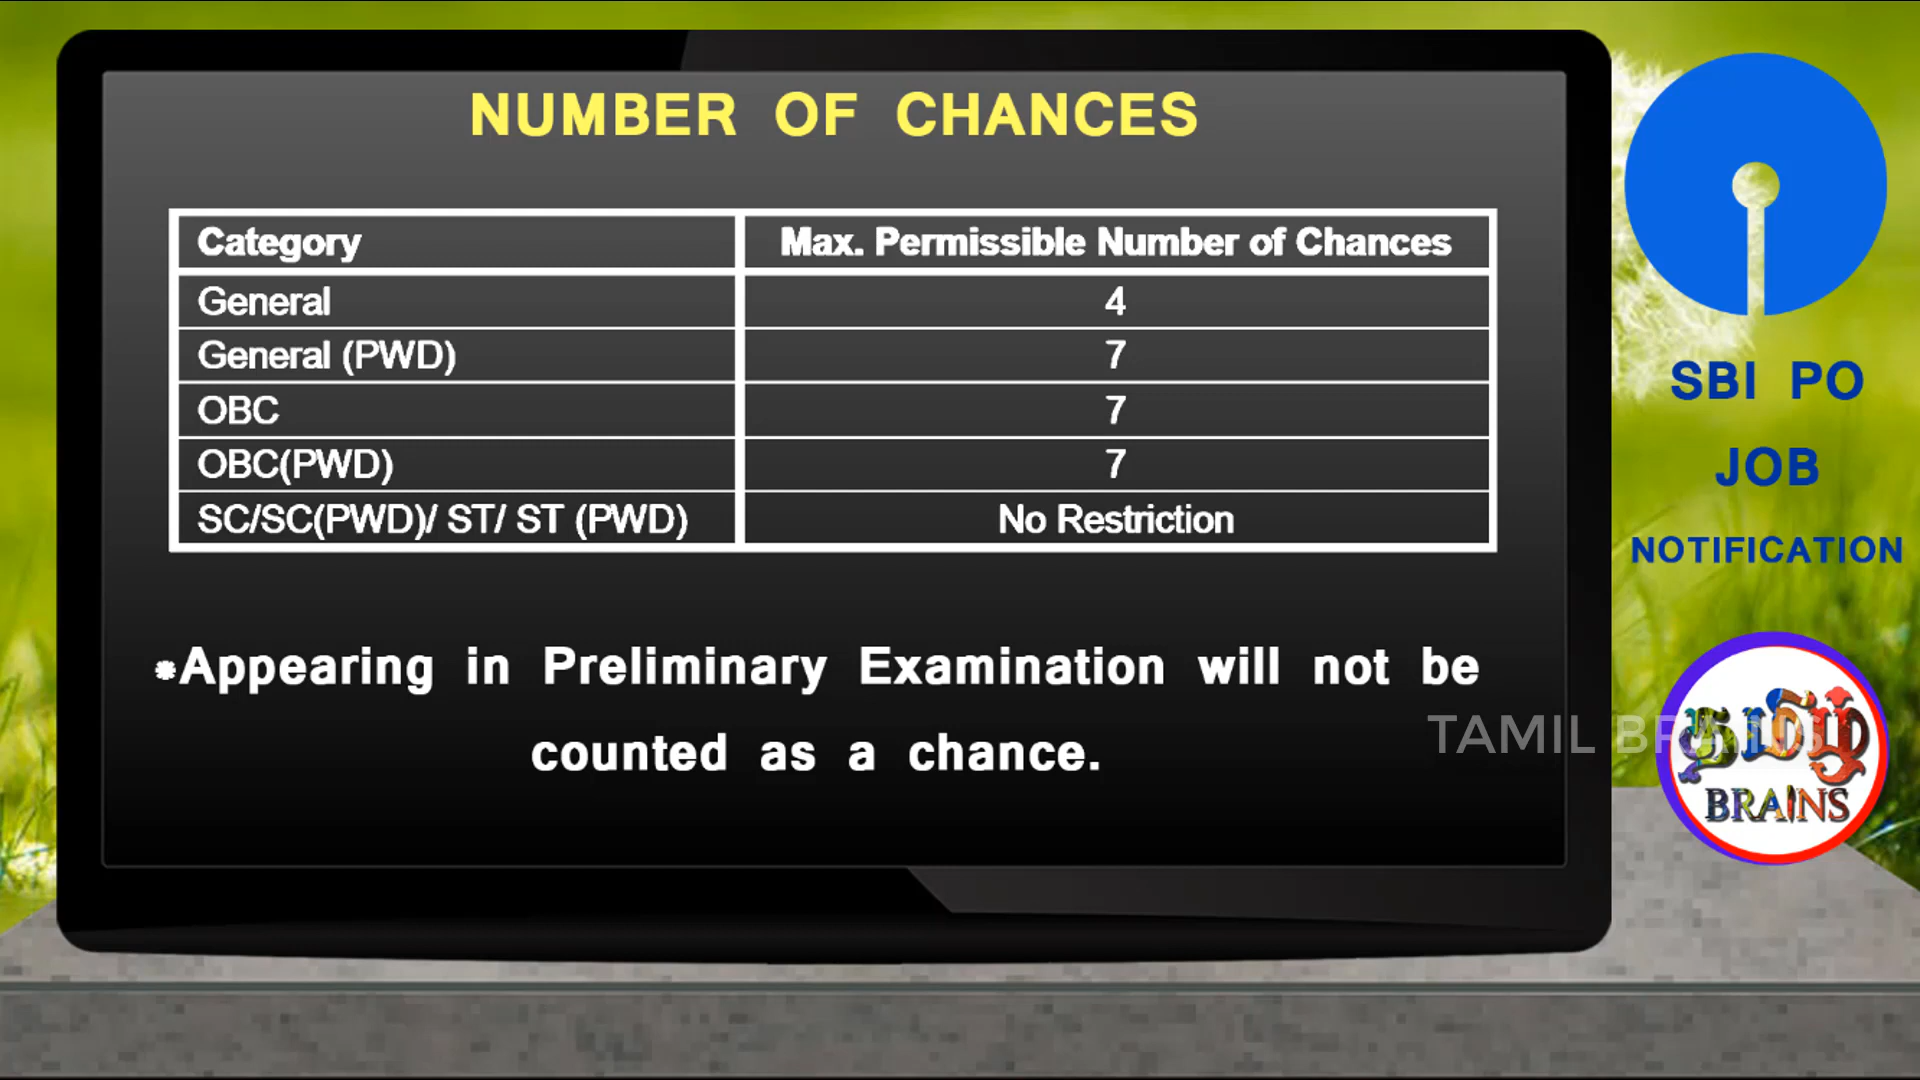 NUMBER OF CHANCES
Category Max. Permissible Number of Chances
General 4
General (PWD) 7
OBC 7
OBC(PWD) 7
SC/SC(PWD)/ ST/ ST (PWD) No Restriction
*Appearing in Preliminary Examination will not be
counted as a chance.
SBI PO
JOB
NOTIFICATION
TAMIL BRAINS
தமிழ்
BRAINS